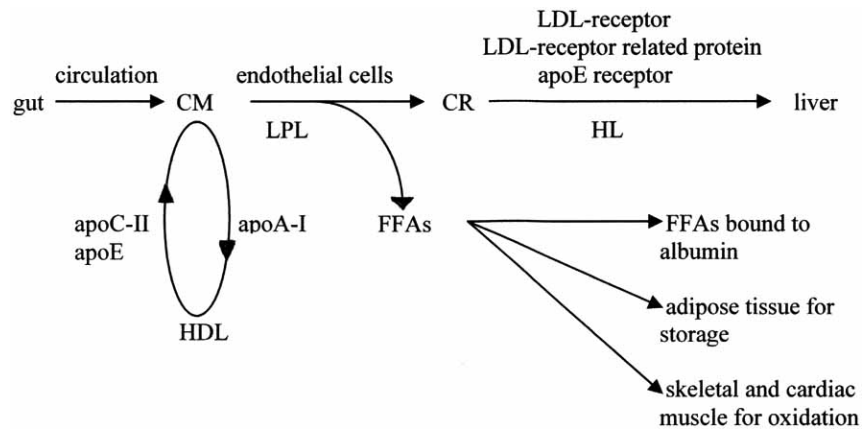 LDL-receptor
LDL-receptor related protein
apoE receptor
circulation
endothelial cells
gut
CM
CR
liver
LPL
HL
apoC-II
apoE
apoA-I
FFAs
FFAs bound to
albumin
adipose tissue for
storage
HDL
skeletal and cardiac
muscle for oxidation